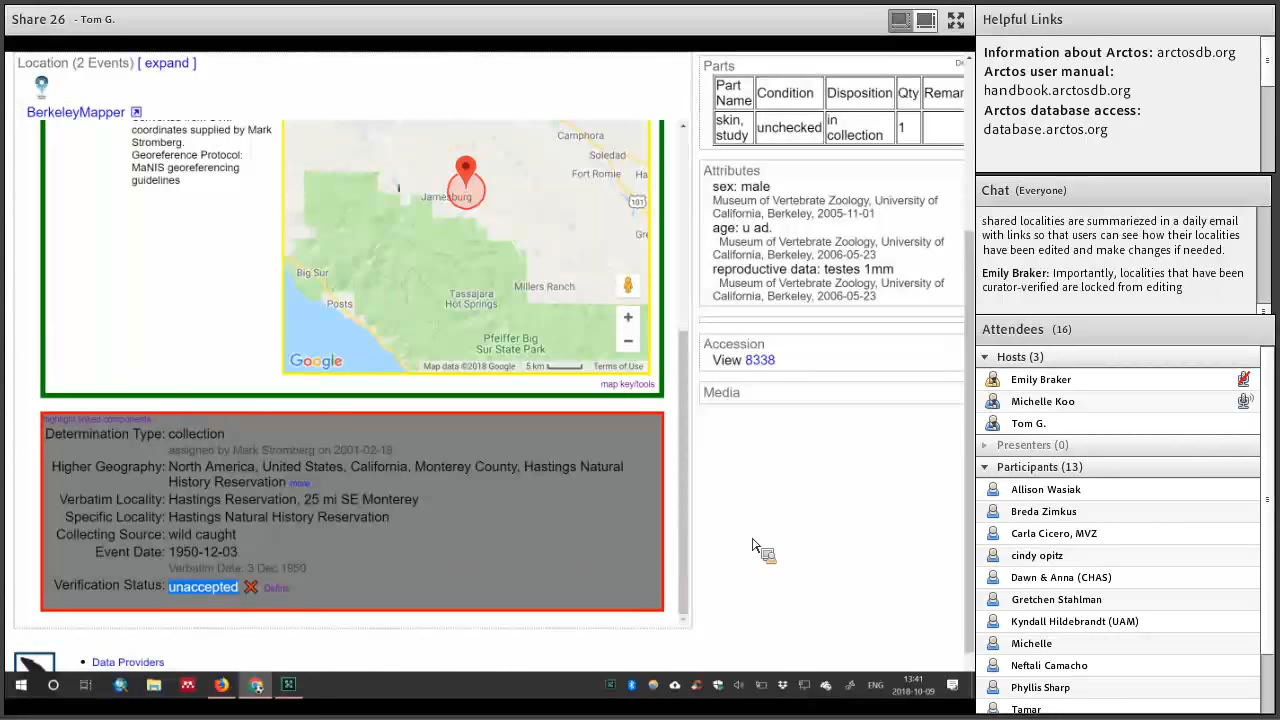 Share 26 - Tom G.
Location (2 Events) [ expand ]
BerkeleyMapper
coordinates supplied by Mark
Stromberg.
Georeference Protocol:
MaNIS georeferencing
guidelines
Camphora
Soledad
Fort Romie
Jamesburg
101
Big Sur
Posts
Tassajara
Hot Springs
Millers Ranch
Pfeiffer Big
Sur State Park
+
−
Google
Map data ©2018 Google 5 km Terms of Use
map key/tools
highlight linked components
Determination Type: collection
assigned by Mark Stromberg on 2001-02-19
Higher Geography: North America, United States, California, Monterey County, Hastings Natural
History Reservation more
Verbatim Locality: Hastings Reservation, 25 mi SE Monterey
Specific Locality: Hastings Natural History Reservation
Collecting Source: wild caught
Event Date: 1950-12-03
Verbatim Date: 3 Dec 1950
Verification Status: unaccepted Define
• Data Providers
Parts
Part Name Condition Disposition Qty Remar
skin, study unchecked in collection 1
Attributes
sex: male
Museum of Vertebrate Zoology, University of
California, Berkeley, 2005-11-01
age: u ad.
Museum of Vertebrate Zoology, University of
California, Berkeley, 2006-05-23
reproductive data: testes 1mm
Museum of Vertebrate Zoology, University of
California, Berkeley, 2006-05-23
Accession
View 8338
Media
ENG
13:41
2018-10-09
Helpful Links
Information about Arctos: arctosdb.org
Arctos user manual:
handbook.arctosdb.org
Arctos database access:
database.arctosdb.org
Chat (Everyone)
shared localities are summariezed in a daily email
with links so that users can see how their localities
have been edited and make changes if needed.
Emily Braker: Importantly, localities that have been
curator-verified are locked from editing
Attendees (16)
Hosts (3)
Emily Braker
Michelle Koo
Tom G.
Presenters (0)
Participants (13)
Allison Wasiak
Breda Zimkus
Carla Cicero, MVZ
cindy opitz
Dawn & Anna (CHAS)
Gretchen Stahlman
Kyndall Hildebrandt (UAM)
Michelle
Neftali Camacho
Phyllis Sharp
Tamar